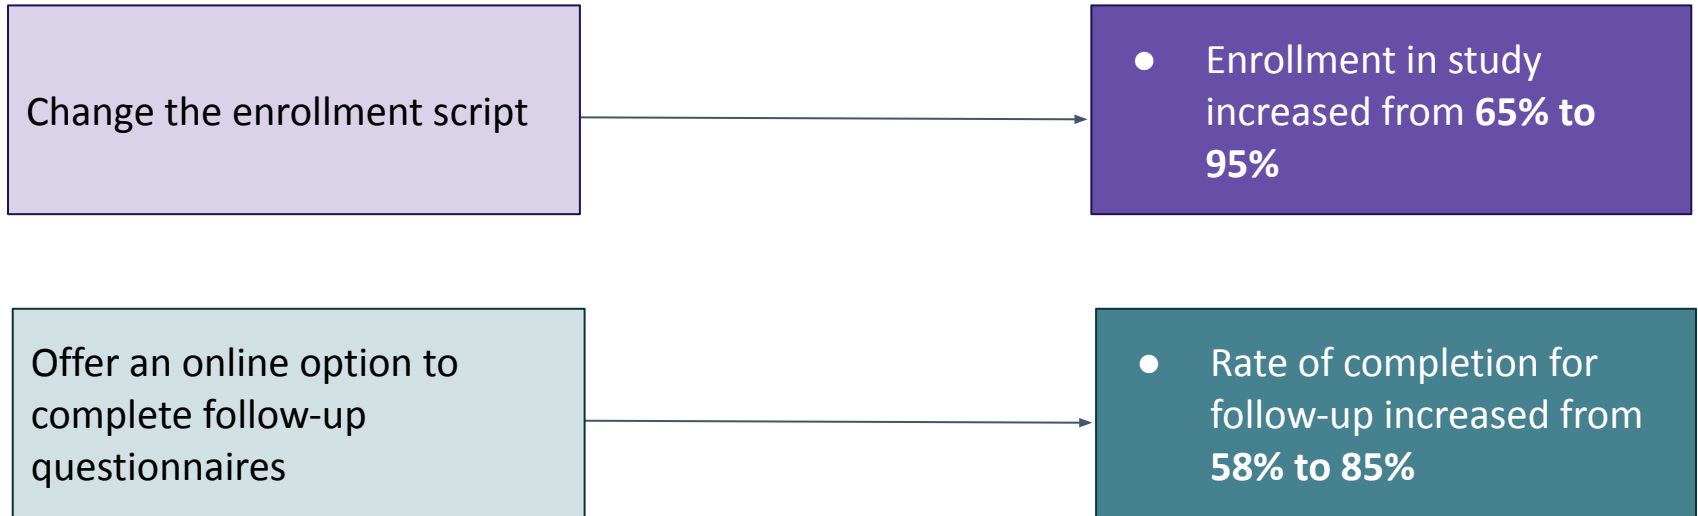 Change the enrollment script
● Enrollment in study
increased from 65% to
95%
Offer an online option to
complete follow-up
questionnaires
● Rate of completion for
follow-up increased from
58% to 85%